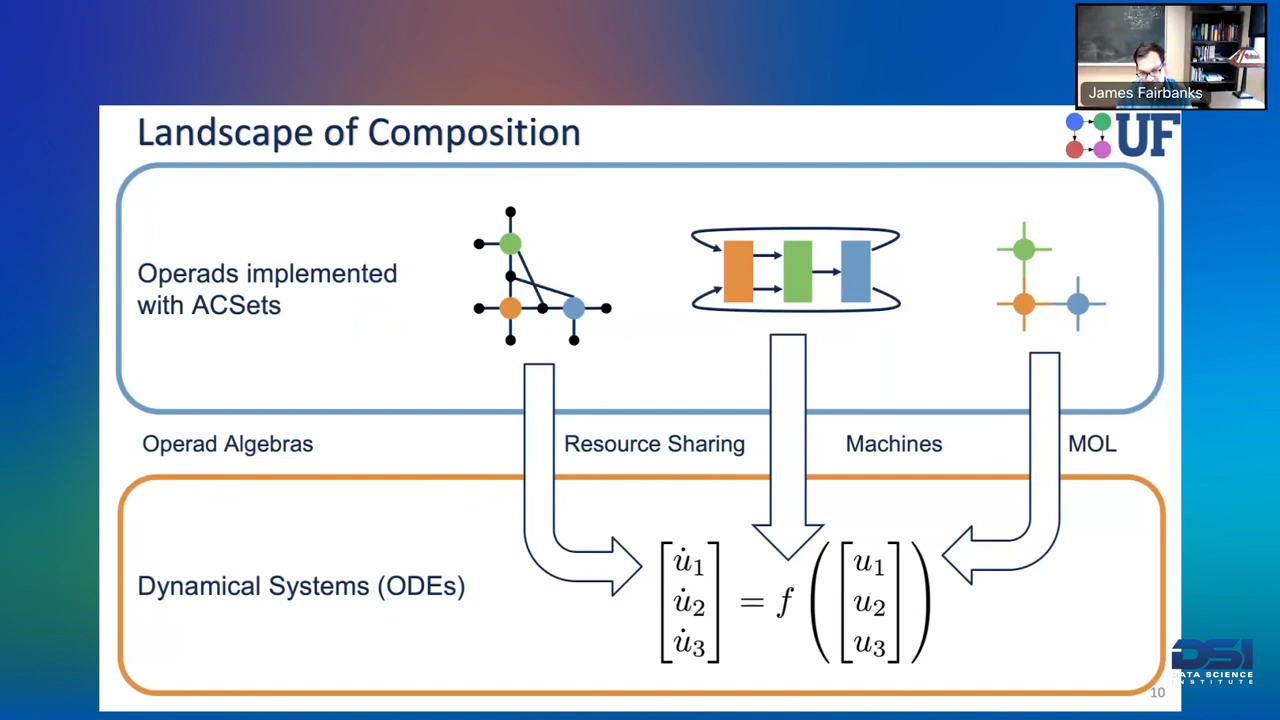 James Fairbanks
Landscape of Composition
UF
Operads implemented
with ACSets
Operad Algebras
Resource Sharing
Machines
MOL
Dynamical Systems (ODEs)
[u̇₁ u̇₂ u̇₃] = f ([u₁ u₂ u₃])
DSI
DATA SCIENCE
INSTITUTE
10